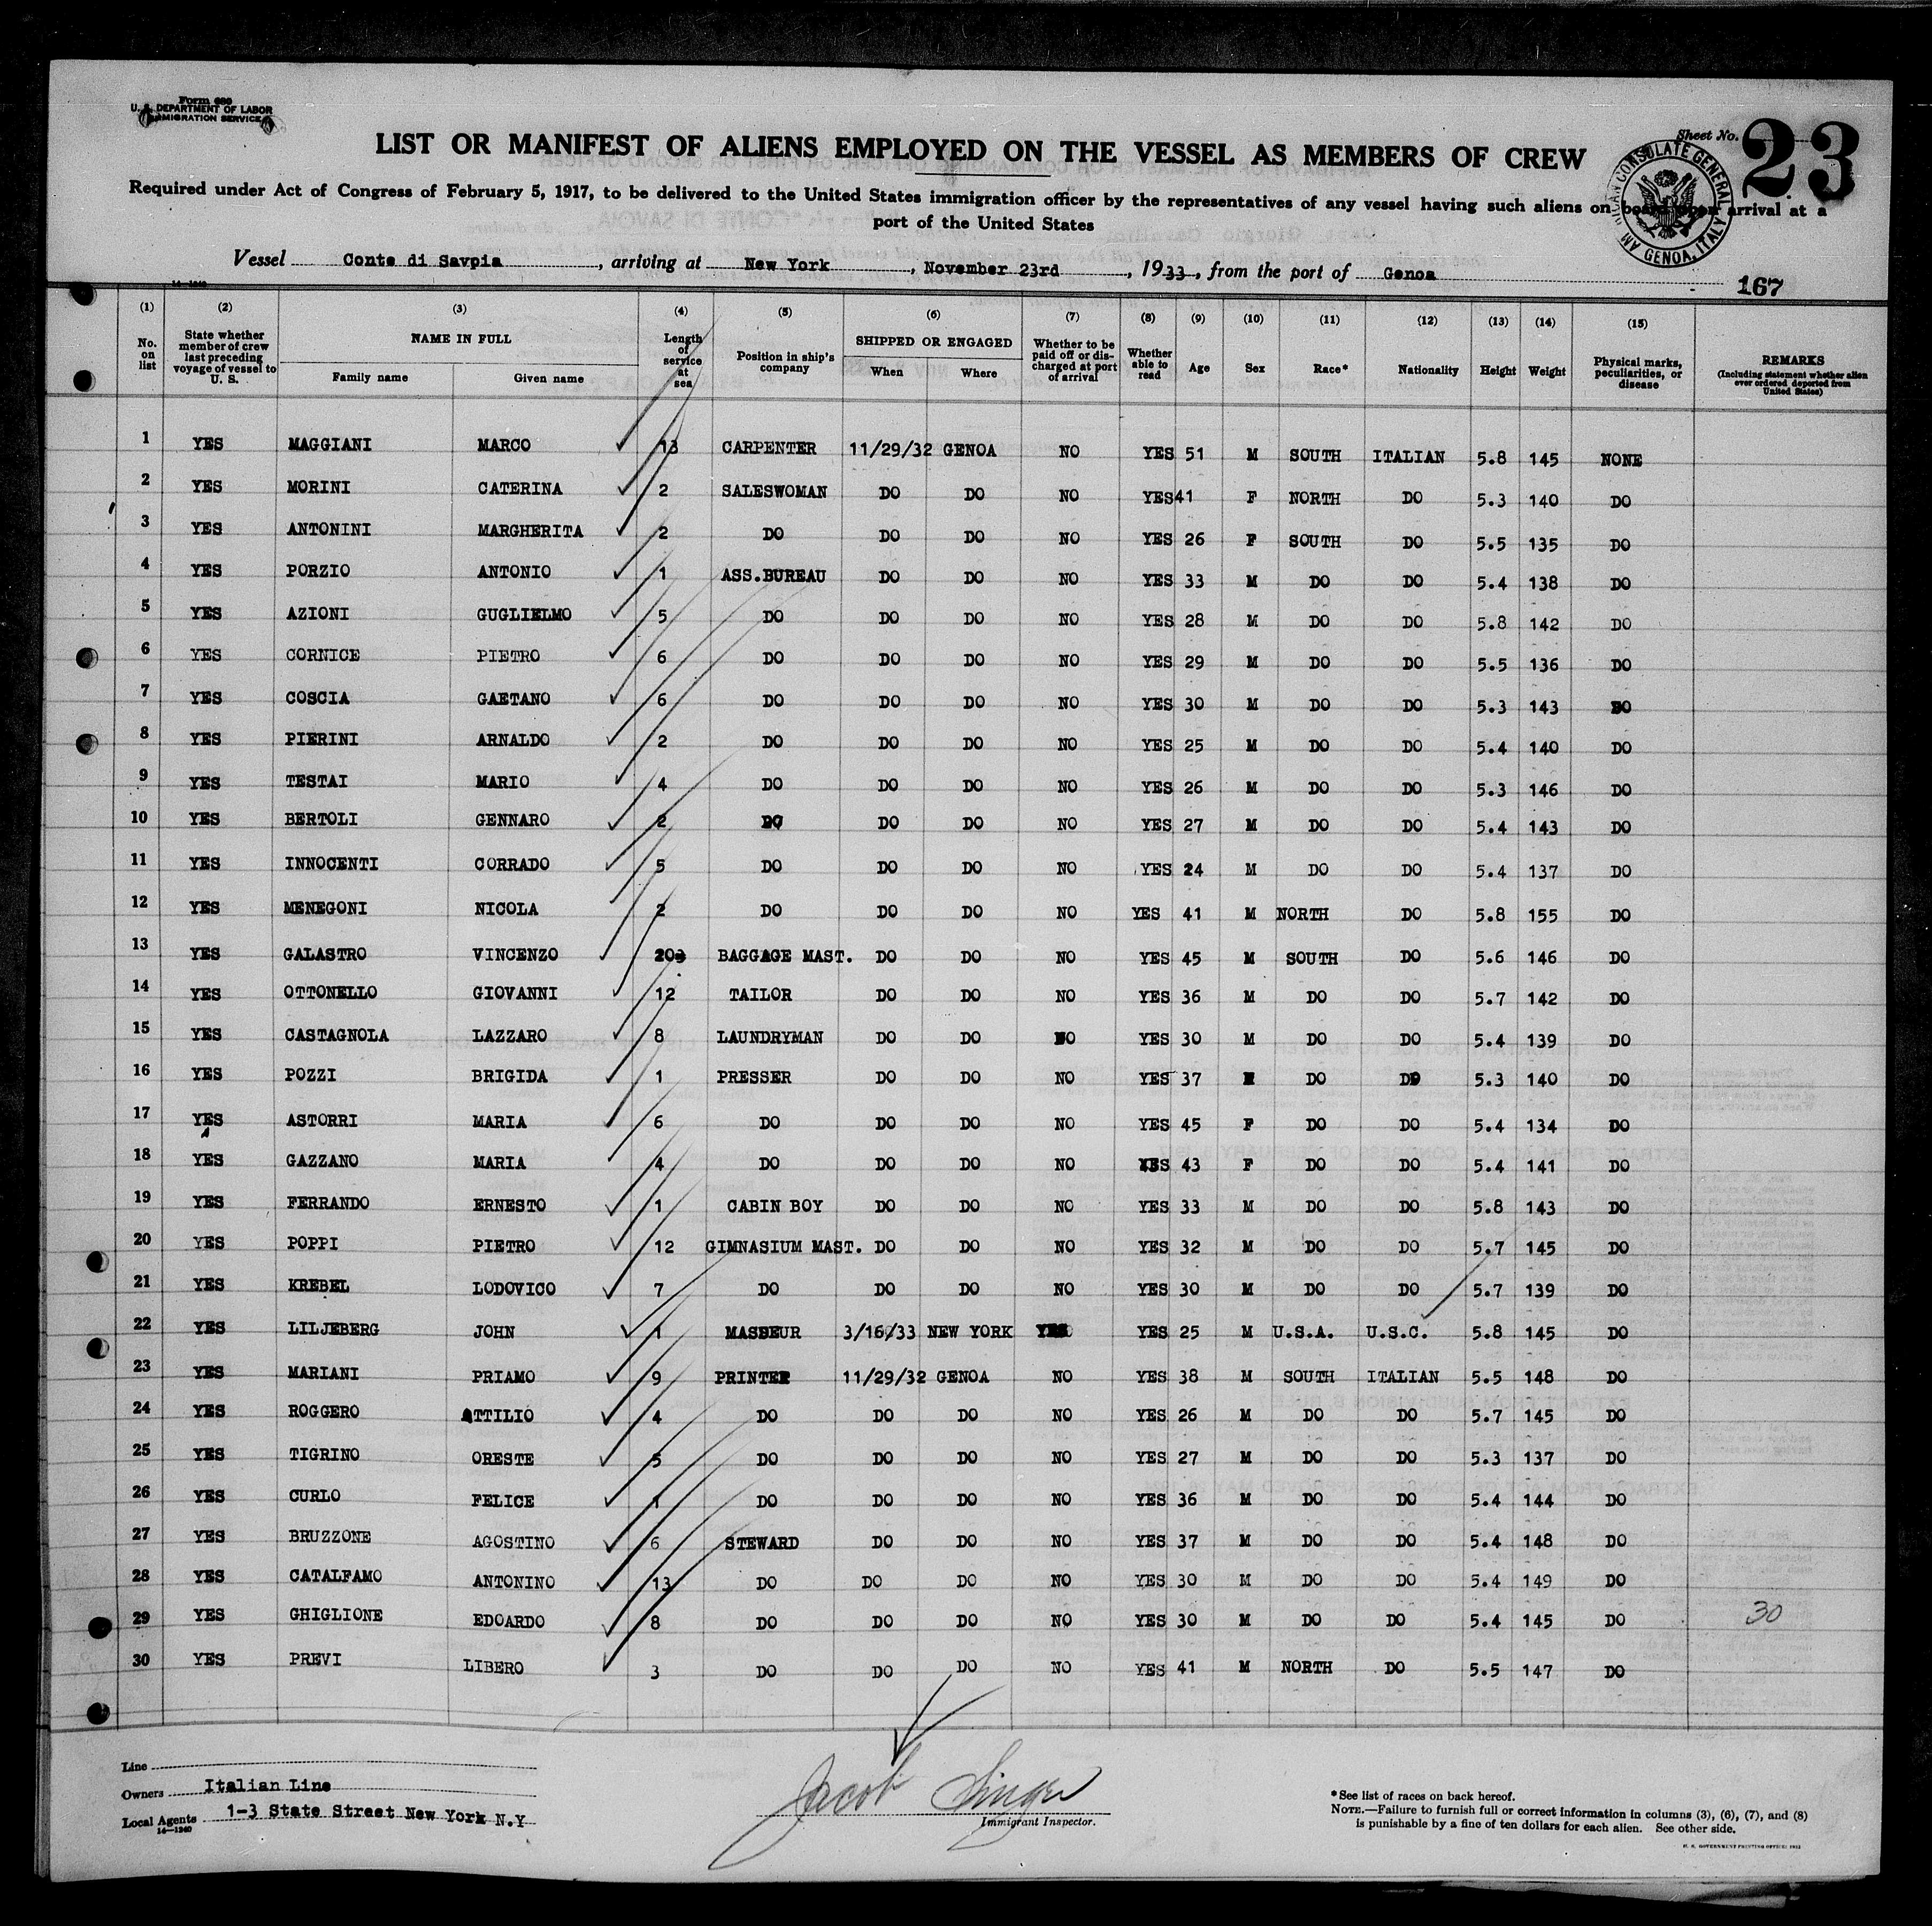 Form 680
U. S. DEPARTMENT OF LABOR
IMMIGRATION SERVICE
Sheet No. 23
LIST OR MANIFEST OF ALIENS EMPLOYED ON THE VESSEL AS MEMBERS OF CREW
AMERICAN CONSULATE GENERAL GENOA, ITALY
Required under Act of Congress of February 5, 1917, to be delivered to the United States immigration officer by the representatives of any vessel having such aliens on board upon arrival at a
port of the United States
Vessel Conte di Savpia, arriving at New York, November 23rd, 1933, from the port of Genoa
167
14—1240
(1) (2) (3) (4) (5) (6) (7) (8) (9) (10) (11) (12) (13) (14) (15)
No. on list State whether member of crew last preceding voyage of vessel to U. S. NAME IN FULL Family name Given name Length of service at sea Position in ship's company SHIPPED OR ENGAGED When Where Whether to be paid off or discharged at port of arrival Whether able to read Age Sex Race* Nationality Height Weight Physical marks, peculiarities, or disease REMARKS (Including statement whether alien ever ordered deported from United States)
1 YES MAGGIANI MARCO 13 CARPENTER 11/29/32 GENOA NO YES 51 M SOUTH ITALIAN 5.8 145 NONE
2 YES MORINI CATERINA 2 SALESWOMAN DO DO NO YES 41 F NORTH DO 5.3 140 DO
3 YES ANTONINI MARGHERITA 2 DO DO DO NO YES 26 F SOUTH DO 5.5 135 DO
4 YES PORZIO ANTONIO 1 ASS.BUREAU DO DO NO YES 33 M DO DO 5.4 138 DO
5 YES AZIONI GUGLIELMO 5 DO DO DO NO YES 28 M DO DO 5.8 142 DO
6 YES CORNICE PIETRO 6 DO DO DO NO YES 29 M DO DO 5.5 136 DO
7 YES COSCIA GAETANO 6 DO DO DO NO YES 30 M DO DO 5.3 143 DO
8 YES PIERINI ARNALDO 2 DO DO DO NO YES 25 M DO DO 5.4 140 DO
9 YES TESTAI MARIO 4 DO DO DO NO YES 26 M DO DO 5.3 146 DO
10 YES BERTOLI GENNARO 2 DO DO DO NO YES 27 M DO DO 5.4 143 DO
11 YES INNOCENTI CORRADO 5 DO DO DO NO YES 24 M DO DO 5.4 137 DO
12 YES MENEGONI NICOLA 2 DO DO DO NO YES 41 M NORTH DO 5.8 155 DO
13 YES GALASTRO VINCENZO 20 BAGGAGE MAST. DO DO NO YES 45 M SOUTH DO 5.6 146 DO
14 YES OTTONELLO GIOVANNI 12 TAILOR DO DO NO YES 36 M DO DO 5.7 142 DO
15 YES CASTAGNOLA LAZZARO 8 LAUNDRYMAN DO DO NO YES 30 M DO DO 5.4 139 DO
16 YES POZZI BRIGIDA 1 PRESSER DO DO NO YES 37 DO DO 5.3 140 DO
17 YES ASTORRI MARIA 6 DO DO DO NO YES 45 F DO DO 5.4 134 DO
18 YES GAZZANO MARIA 4 DO DO DO NO YES 43 F DO DO 5.4 141 DO
19 YES FERRANDO ERNESTO 1 CABIN BOY DO DO NO YES 33 M DO DO 5.8 143 DO
20 YES POPPI PIETRO 12 GIMNASIUM MAST. DO DO NO YES 32 M DO DO 5.7 145 DO
21 YES KREBEL LODOVICO 7 DO DO DO NO YES 30 M DO DO 5.7 139 DO
22 YES LILJEBERG JOHN 1 MASSEUR 3/16/33 NEW YORK YES YES 25 M U.S.A. U.S.C. 5.8 145 DO
23 YES MARIANI PRIAMO 9 PRINTER 11/29/32 GENOA NO YES 38 M SOUTH ITALIAN 5.5 148 DO
24 YES ROGGERO ATTILIO 4 DO DO DO NO YES 26 M DO DO 5.7 145 DO
25 YES TIGRINO ORESTE 5 DO DO DO NO YES 27 M DO DO 5.3 137 DO
26 YES CURLO FELICE 1 DO DO DO NO YES 36 M DO DO 5.4 144 DO
27 YES BRUZZONE AGOSTINO 6 STEWARD DO DO NO YES 37 M DO DO 5.4 148 DO
28 YES CATALFAMO ANTONINO 13 DO DO DO NO YES 30 M DO DO 5.4 149 DO
29 YES GHIGLIONE EDOARDO 8 DO DO DO NO YES 30 M DO DO 5.4 145 DO 30
30 YES PREVI LIBERO 3 DO DO DO NO YES 41 M NORTH DO 5.5 147 DO
Line
Owners Italian Line
Local Agents 1-3 State Street New York N.Y
14—1240
Jacob Singer
Immigrant Inspector.
*See list of races on back hereof.
NOTE.—Failure to furnish full or correct information in columns (3), (6), (7), and (8)
is punishable by a fine of ten dollars for each alien. See other side.
U. S. GOVERNMENT PRINTING OFFICE: 1932